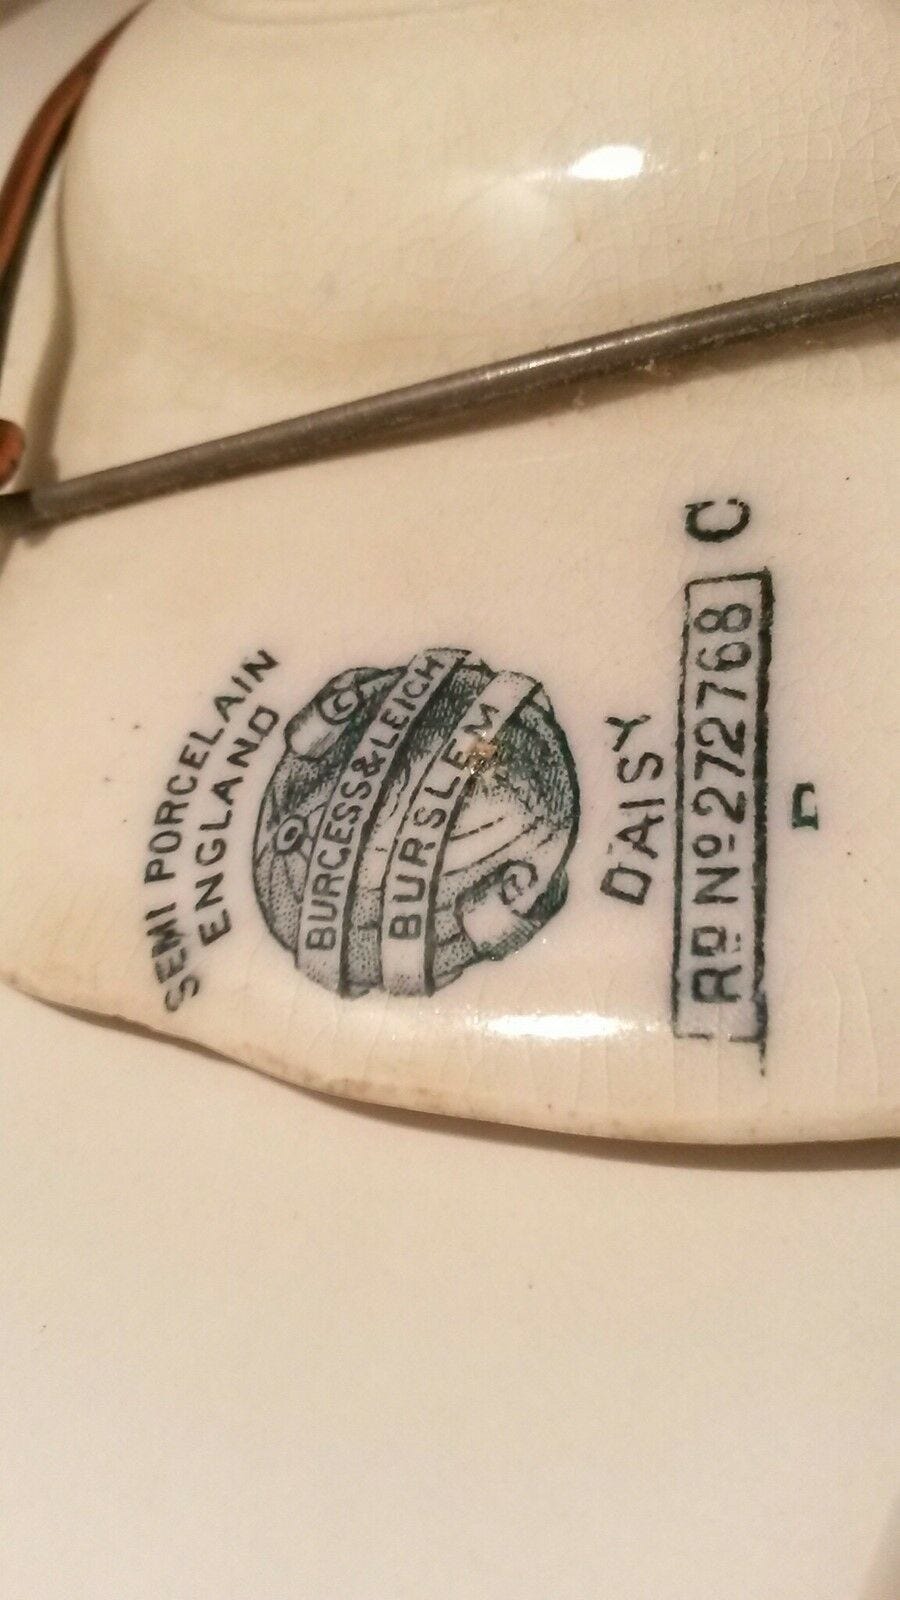 SEMI PORCELAIN
ENGLAND
BURGESS & LEIGH
BURSLEM
DAISY
RD No 272768 C